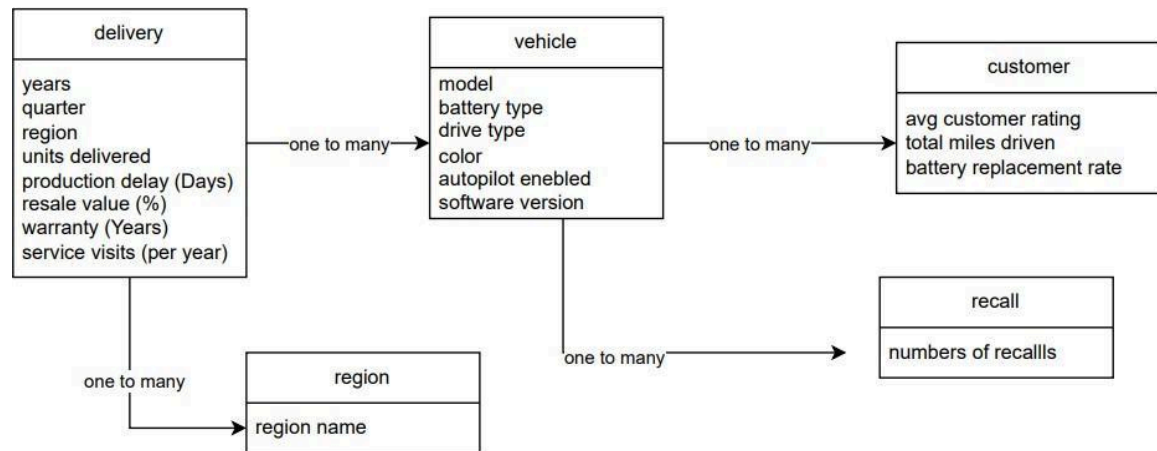 delivery
years
quarter
region
units delivered
production delay (Days)
resale value (%)
warranty (Years)
service visits (per year)
one to many
vehicle
model
battery type
drive type
color
autopilot enebled
software version
one to many
customer
avg customer rating
total miles driven
battery replacement rate
one to many
region
region name
one to many
recall
numbers of recallls